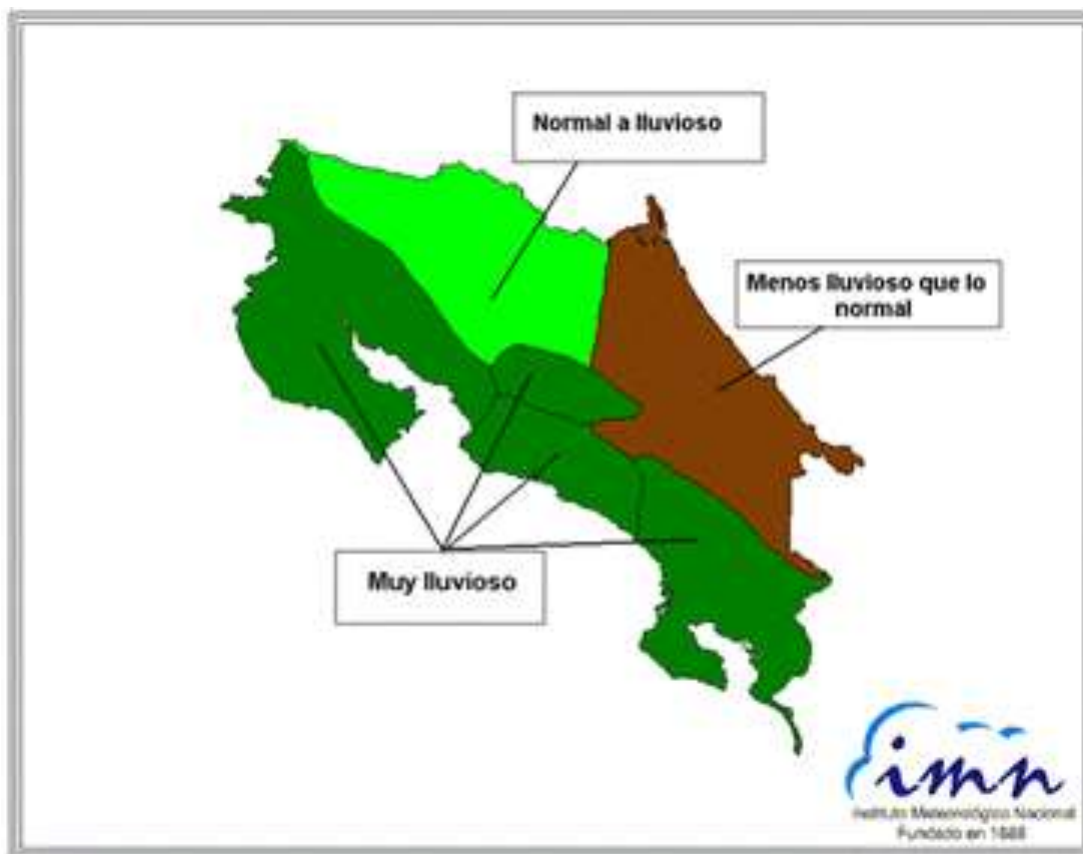 Normal a lluvioso
Menos lluvioso que lo
normal
Muy lluvioso
imn
Instituto Meteorológico Nacional
Fundado en 1888